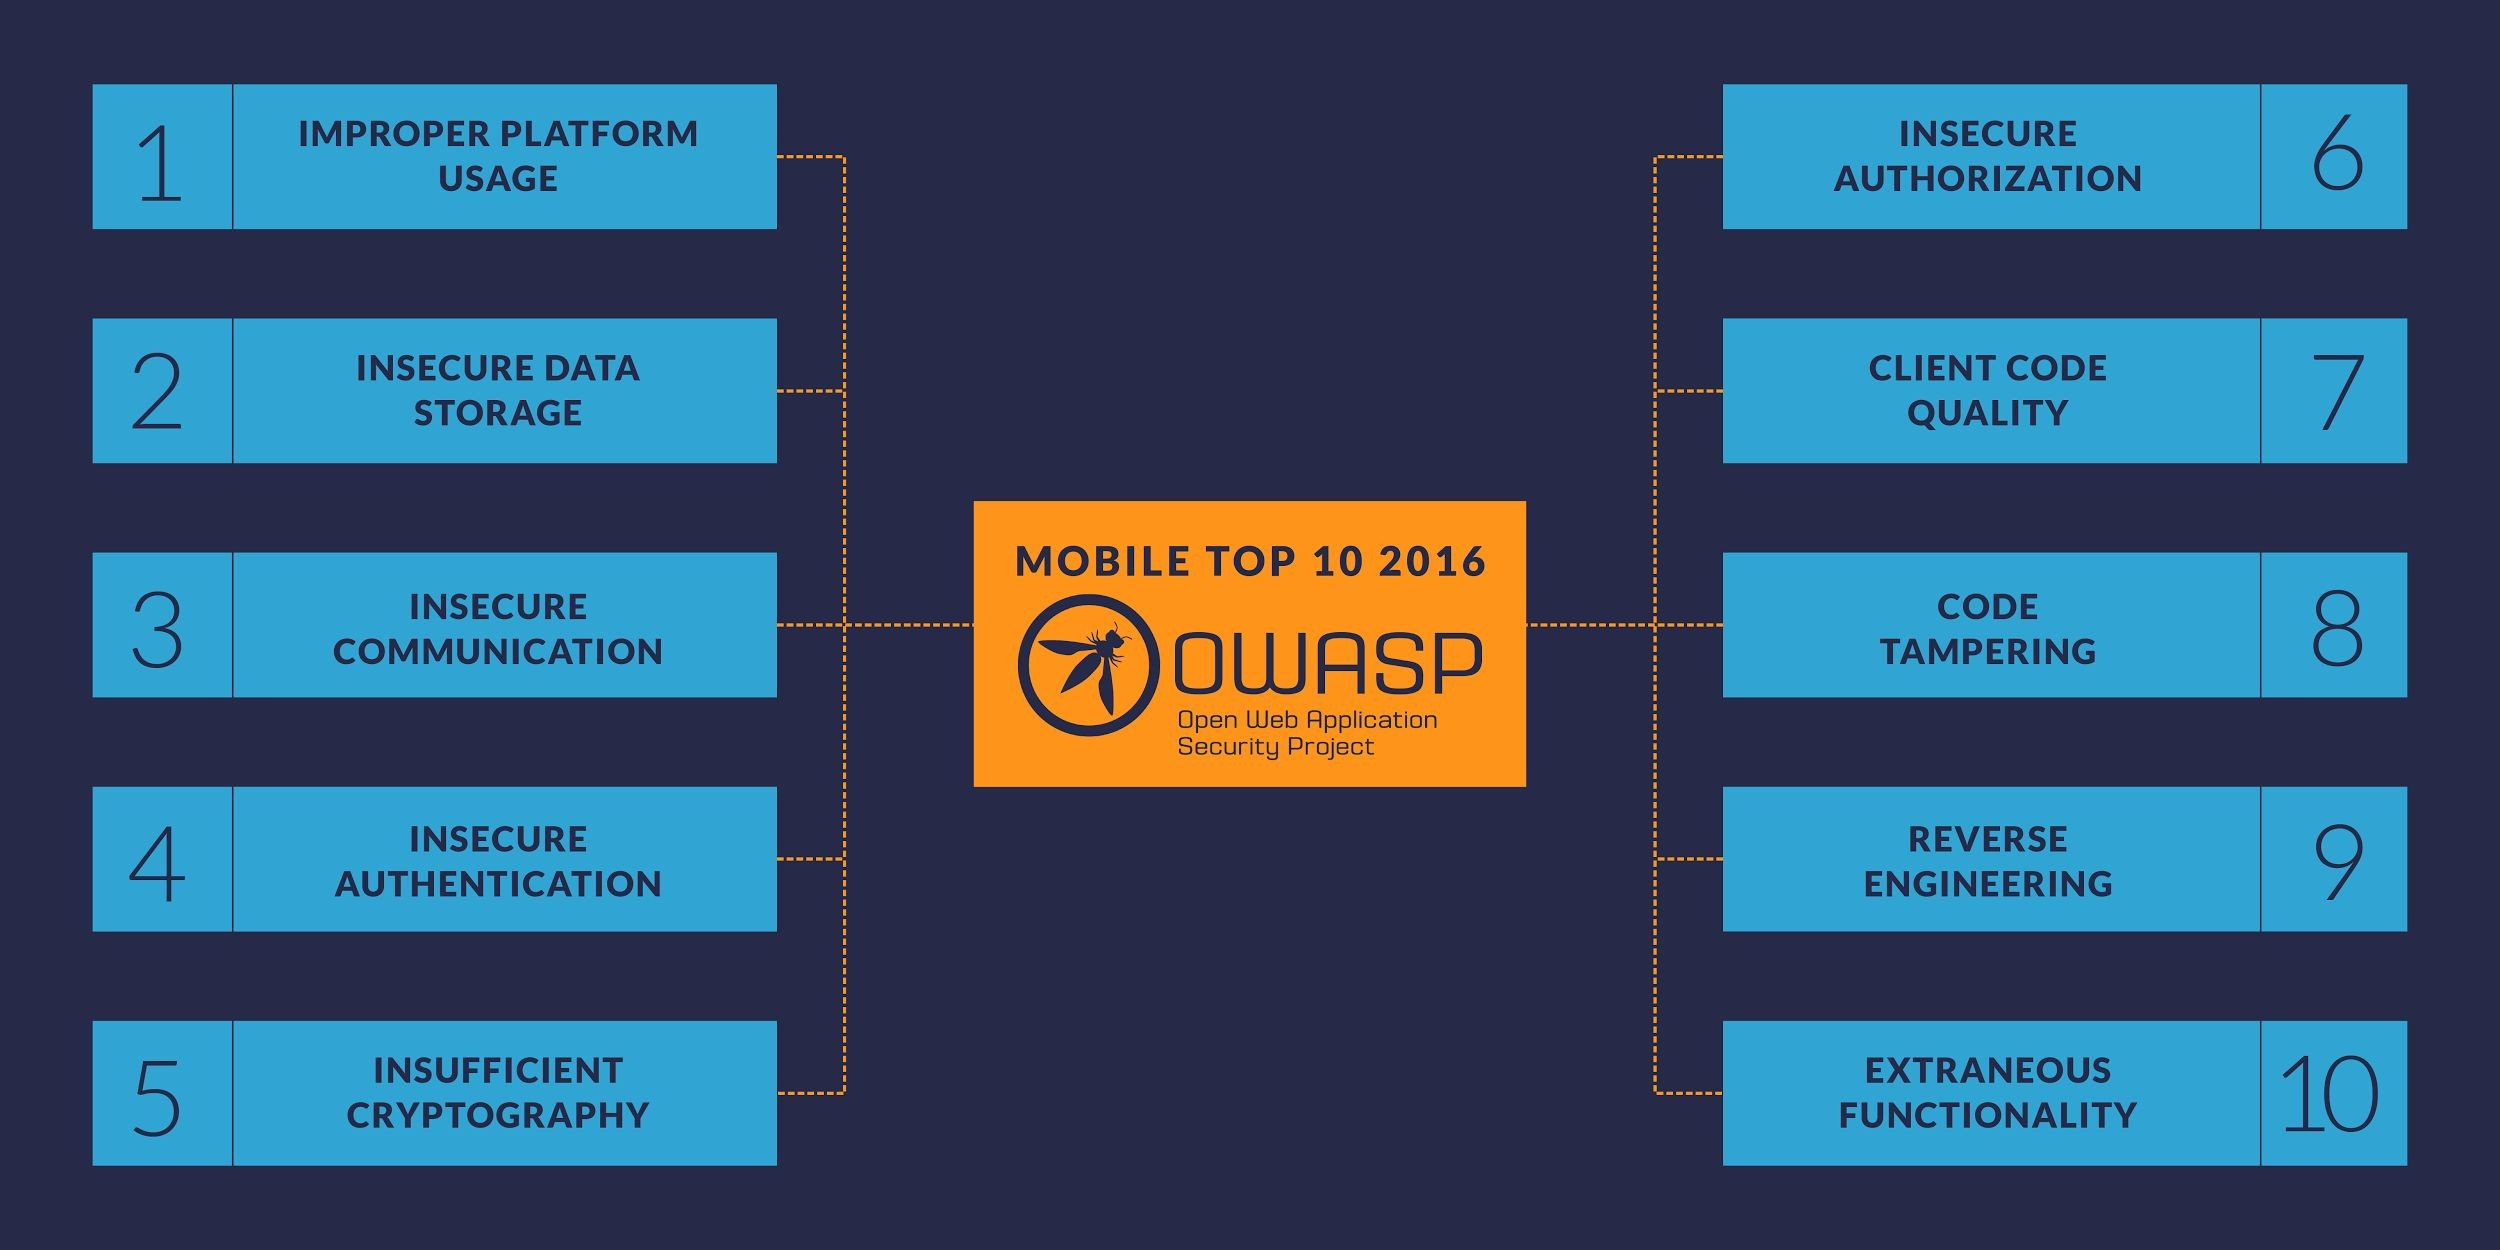 1
IMPROPER PLATFORM
USAGE
2
INSECURE DATA
STORAGE
3
INSECURE
COMMUNICATION
4
INSECURE
AUTHENTICATION
5
INSUFFICIENT
CRYPTOGRAPHY
MOBILE TOP 10 2016
OWASP
Open Web Application
Security Project
INSECURE
AUTHORIZATION
6
CLIENT CODE
QUALITY
7
CODE
TAMPERING
8
REVERSE
ENGINEERING
9
EXTRANEOUS
FUNCTIONALITY
10